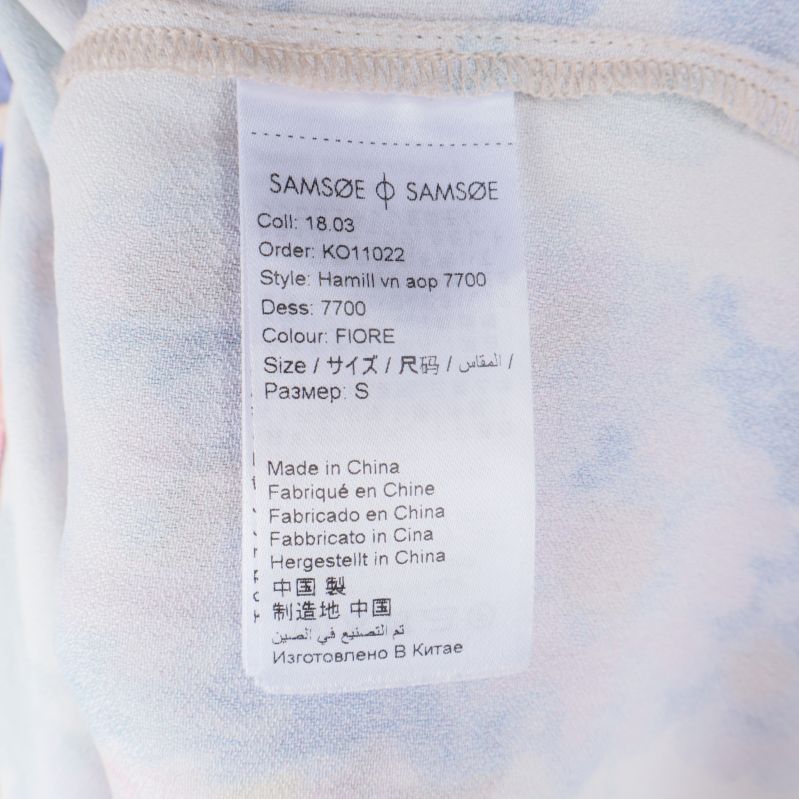 SAMSØE ϕ SAMSØE
Coll: 18.03
Order: KO11022
Style: Hamill vn aop 7700
Dess: 7700
Colour: FIORE
Size / サイズ / 尺码 / المقاس /
Размер: S
Made in China
Fabriqué en Chine
Fabricado en China
Fabbricato in Cina
Hergestellt in China
中国 製
制造地 中国
تم التصنيع في الصين
Изготовлено В Китае